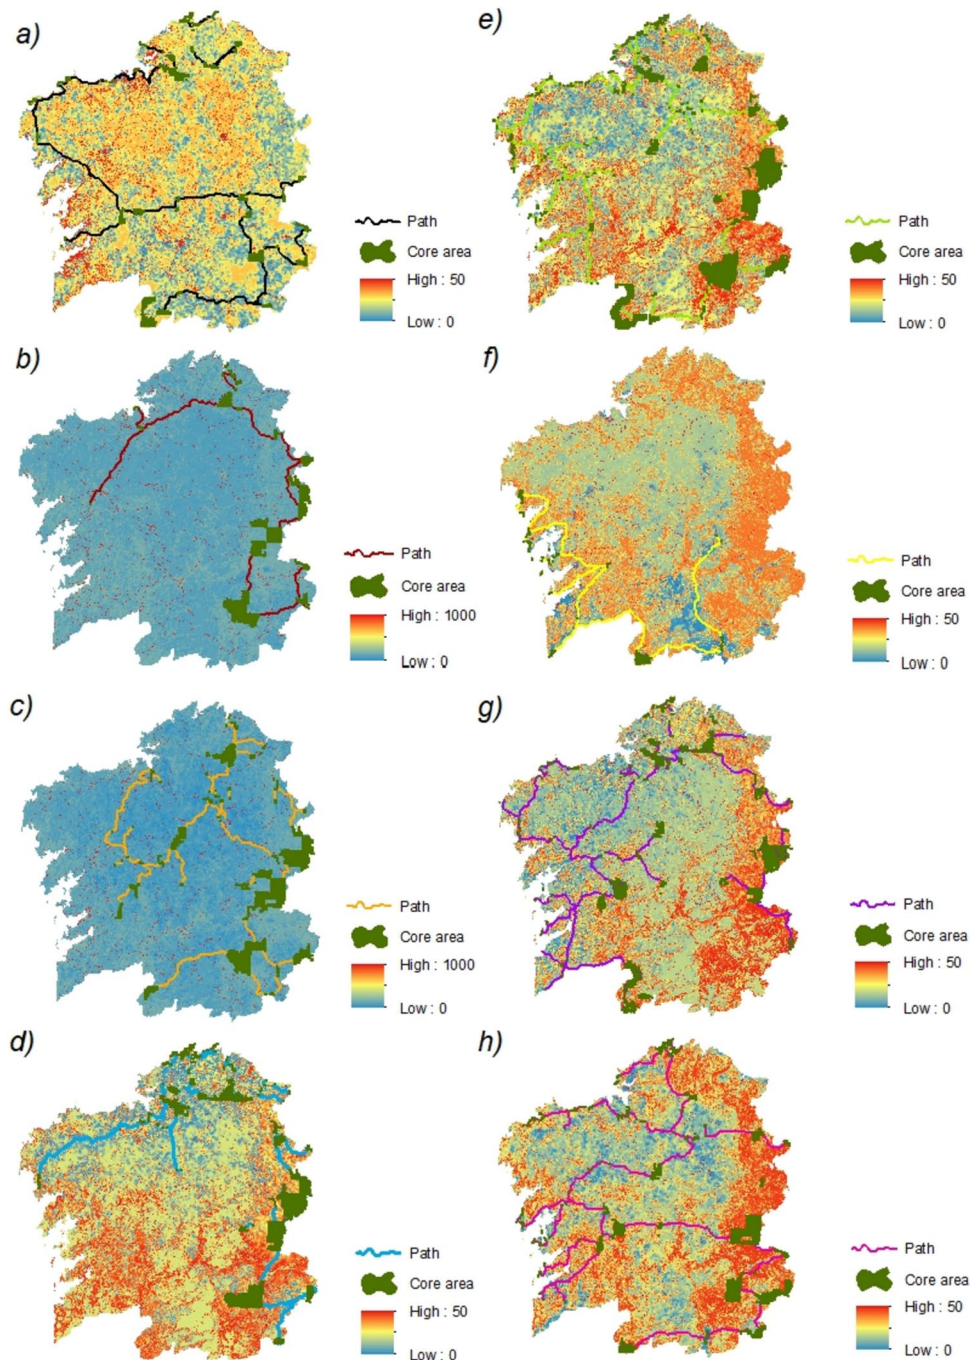 a)
Path
Core area
High : 50
Low : 0
b)
Path
Core area
High : 1000
Low : 0
c)
Path
Core area
High : 1000
Low : 0
d)
Path
Core area
High : 50
Low : 0
e)
Path
Core area
High : 50
Low : 0
f)
Path
Core area
High : 50
Low : 0
g)
Path
Core area
High : 50
Low : 0
h)
Path
Core area
High : 50
Low : 0